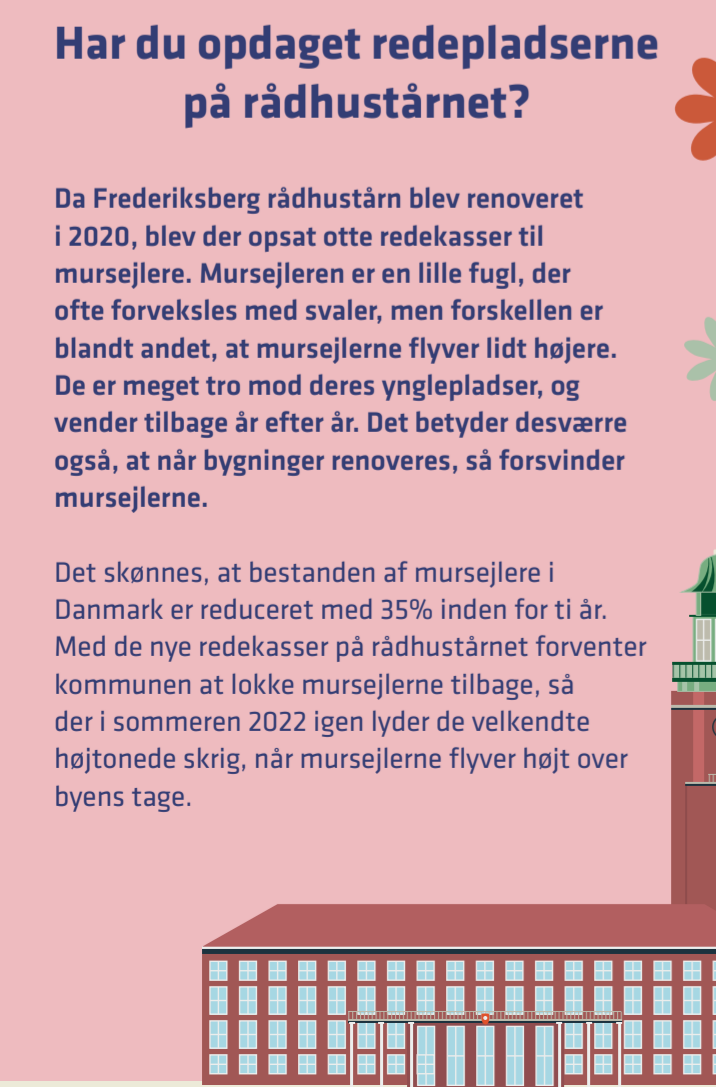 Har du opdaget redepladserne
på rådhustårnet?
Da Frederiksberg rådhustårn blev renoveret
i 2020, blev der opsat otte redekasser til
mursejlere. Mursejleren er en lille fugl, der
ofte forveksles med svaler, men forskellen er
blandt andet, at mursejlerne flyver lidt højere.
De er meget tro mod deres ynglepladser, og
vender tilbage år efter år. Det betyder desværre
også, at når bygninger renoveres, så forsvinder
mursejlerne.
Det skønnes, at bestanden af mursejlere i
Danmark er reduceret med 35% inden for ti år.
Med de nye redekasser på rådhustårnet forventer
kommunen at lokke mursejlerne tilbage, så
der i sommeren 2022 igen lyder de velkendte
højtonede skrig, når mursejlerne flyver højt over
byens tage.